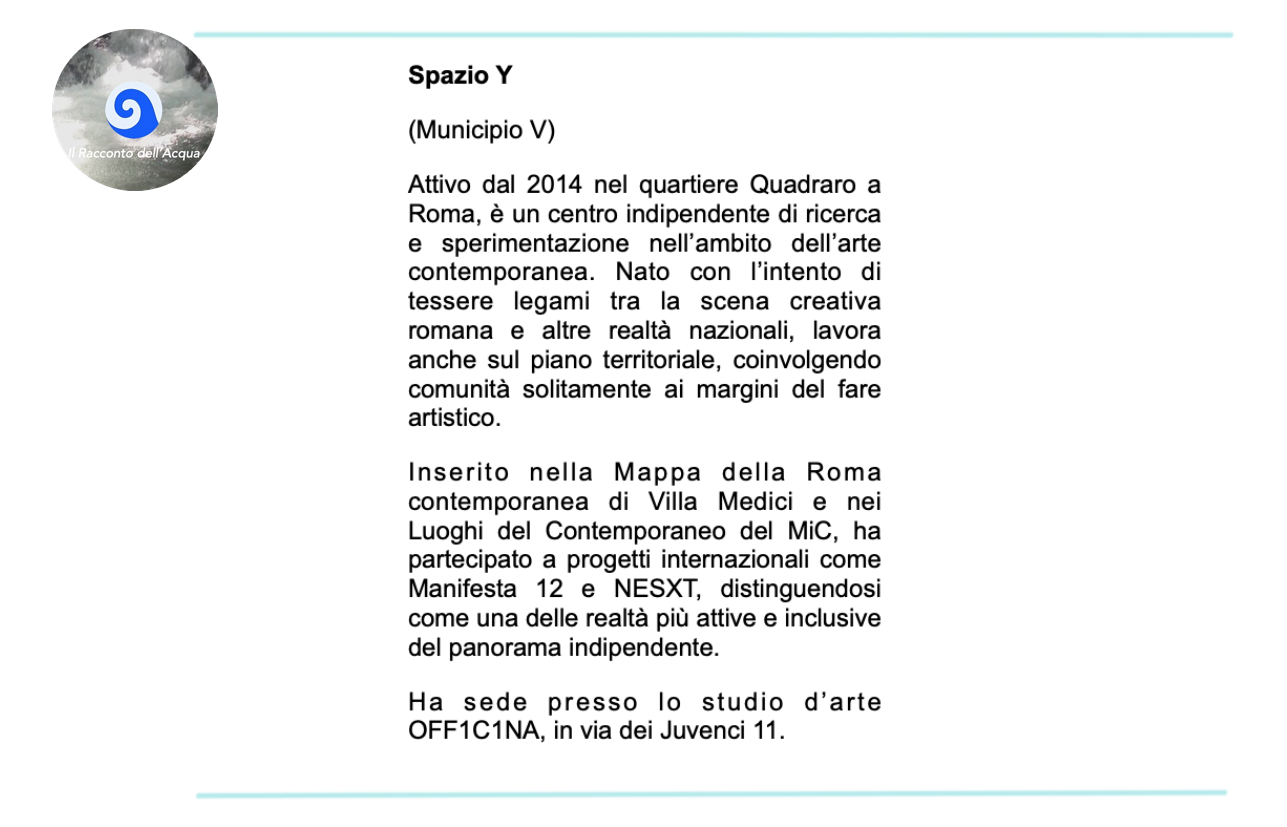 Il Racconto dell'Acqua
Spazio Y
(Municipio V)
Attivo dal 2014 nel quartiere Quadraro a
Roma, è un centro indipendente di ricerca
e sperimentazione nell’ambito dell’arte
contemporanea. Nato con l’intento di
tessere legami tra la scena creativa
romana e altre realtà nazionali, lavora
anche sul piano territoriale, coinvolgendo
comunità solitamente ai margini del fare
artistico.
Inserito nella Mappa della Roma
contemporanea di Villa Medici e nei
Luoghi del Contemporaneo del MiC, ha
partecipato a progetti internazionali come
Manifesta 12 e NESXT, distinguendosi
come una delle realtà più attive e inclusive
del panorama indipendente.
Ha sede presso lo studio d’arte
OFF1C1NA, in via dei Juvenci 11.